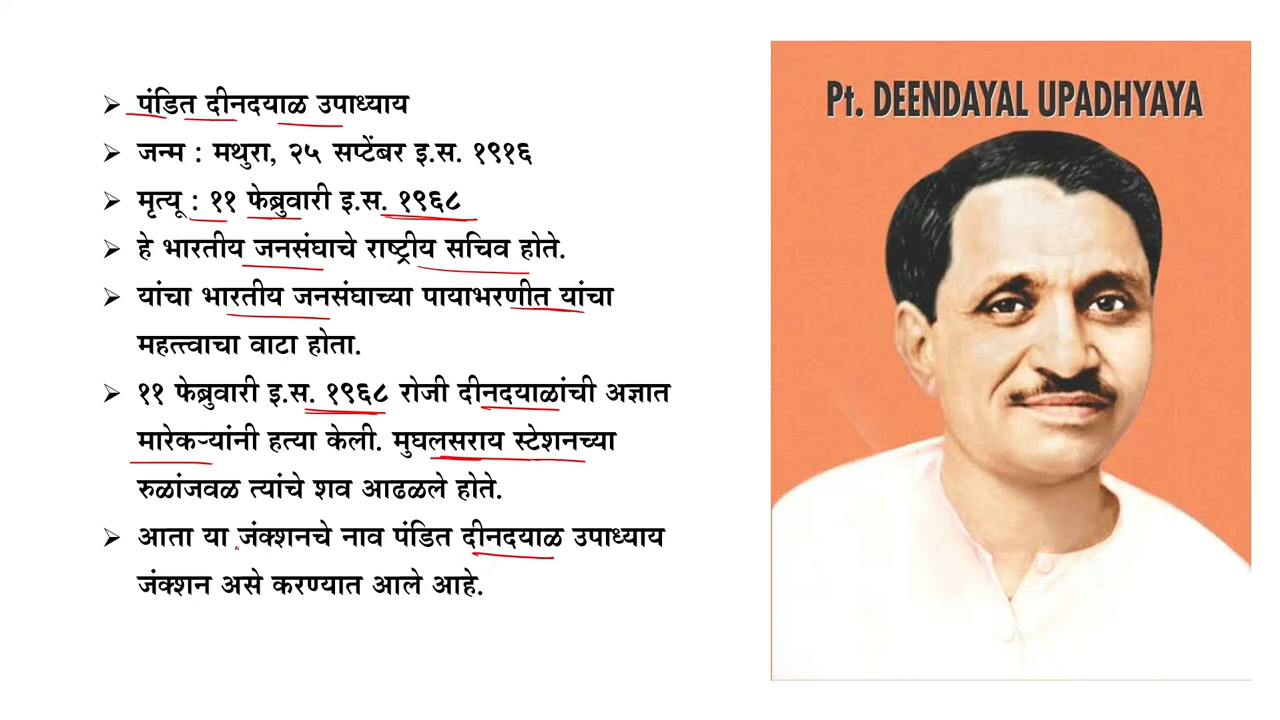 ➢ पंडित दीनदयाळ उपाध्याय
➢ जन्म : मथुरा, २५ सप्टेंबर इ.स. १९१६
➢ मृत्यू : ११ फेब्रुवारी इ.स. १९६८
➢ हे भारतीय जनसंघाचे राष्ट्रीय सचिव होते.
➢ यांचा भारतीय जनसंघाच्या पायाभरणीत यांचा
महत्त्वाचा वाटा होता.
➢ ११ फेब्रुवारी इ.स. १९६८ रोजी दीनदयाळांची अज्ञात
मारेकऱ्यांनी हत्या केली. मुघलसराय स्टेशनच्या
रुळांजवळ त्यांचे शव आढळले होते.
➢ आता या जंक्शनचे नाव पंडित दीनदयाळ उपाध्याय
जंक्शन असे करण्यात आले आहे.
Pt. DEENDAYAL UPADHYAYA